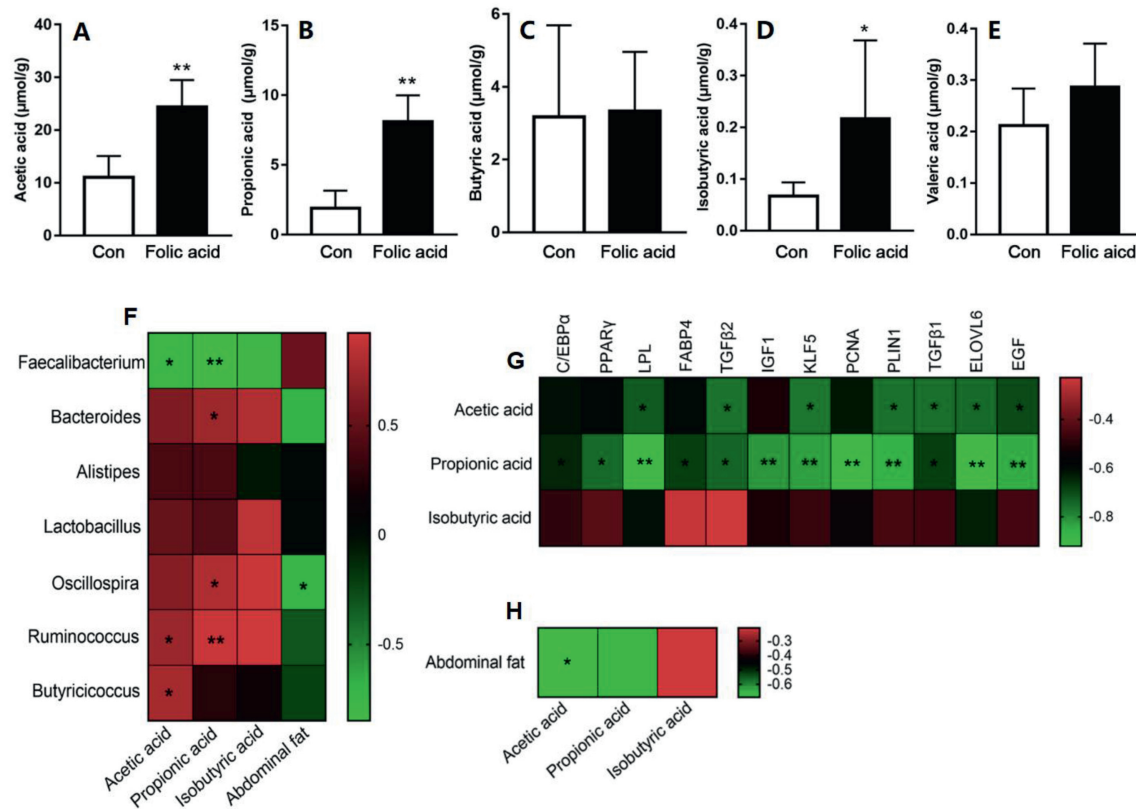 A
Acetic acid (μmol/g)
40
30
20
10
0
**
Con
Folic acid
B
Propionic acid (μmol/g)
15
10
5
0
**
Con
Folic acid
C
Butyric acid (μmol/g)
6
4
2
0
Con
Folic acid
D
Isobutyric acid (μmol/g)
0.4
0.3
0.2
0.1
0.0
*
Con
Folic acid
E
Valeric acid (μmol/g)
0.4
0.3
0.2
0.1
0.0
Con
Folic aicd
F
Faecalibacterium
* **
Bacteroides
*
Alistipes
Lactobacillus
Oscillospira
* *
Ruminococcus
* **
Butyricicoccus
*
Acetic acid
Propionic acid
Isobutyric acid
Abdominal fat
0.5
0
-0.5
G
C/EBPα
PPARγ
LPL
FABP4
TGFβ2
IGF1
KLF5
PCNA
PLIN1
TGFβ1
ELOVL6
EGF
Acetic acid
* * * * * * *
Propionic acid
* * ** * * ** ** ** ** * ** **
Isobutyric acid
-0.4
-0.6
-0.8
H
Abdominal fat
*
Acetic acid
Propionic acid
Isobutyric acid
-0.3
-0.4
-0.5
-0.6